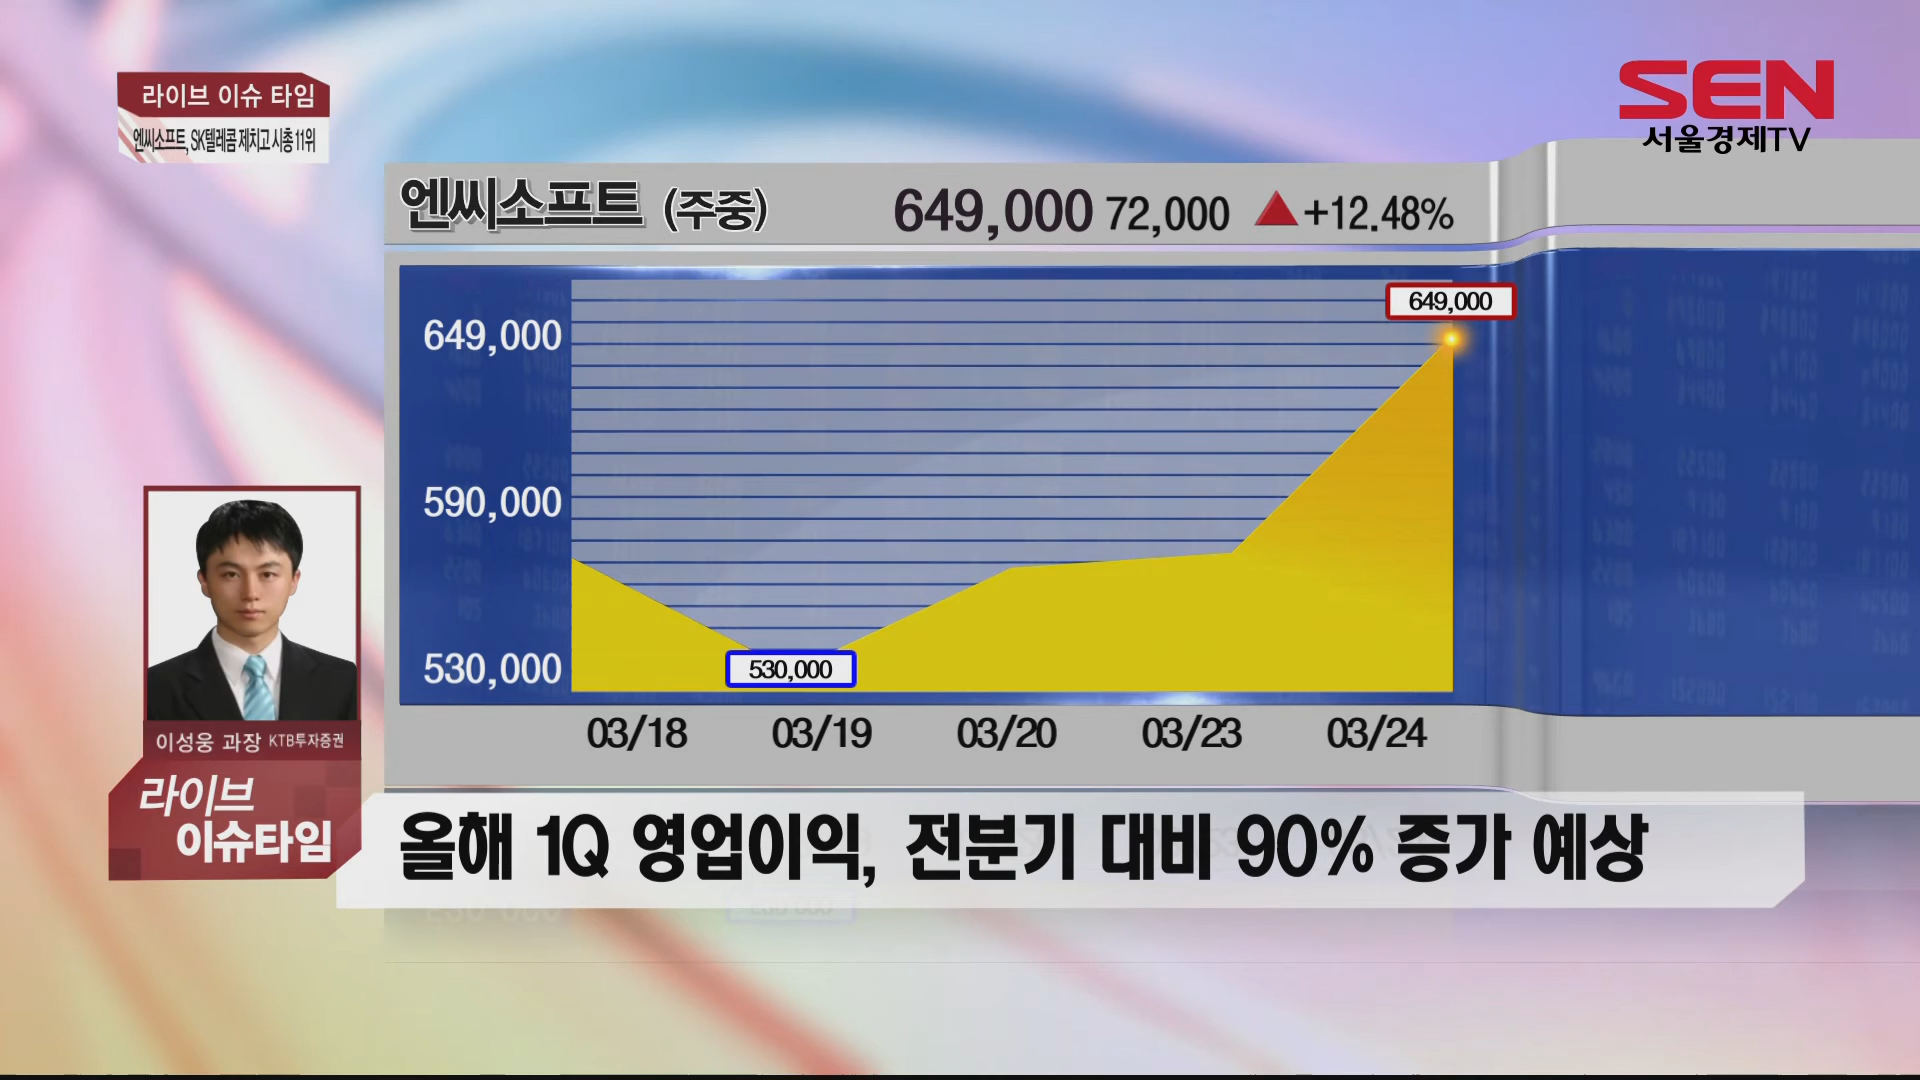 라이브 이슈 타임
엔씨소프트, SK텔레콤 제치고 시총 11위
SEN
서울경제TV
엔씨소프트 (주중) 649,000 72,000 ▲+12.48%
649,000
649,000
590,000
530,000
530,000
03/18 03/19 03/20 03/23 03/24
이성웅 과장 KTB투자증권
라이브
이슈타임
올해 1Q 영업이익, 전분기 대비 90% 증가 예상